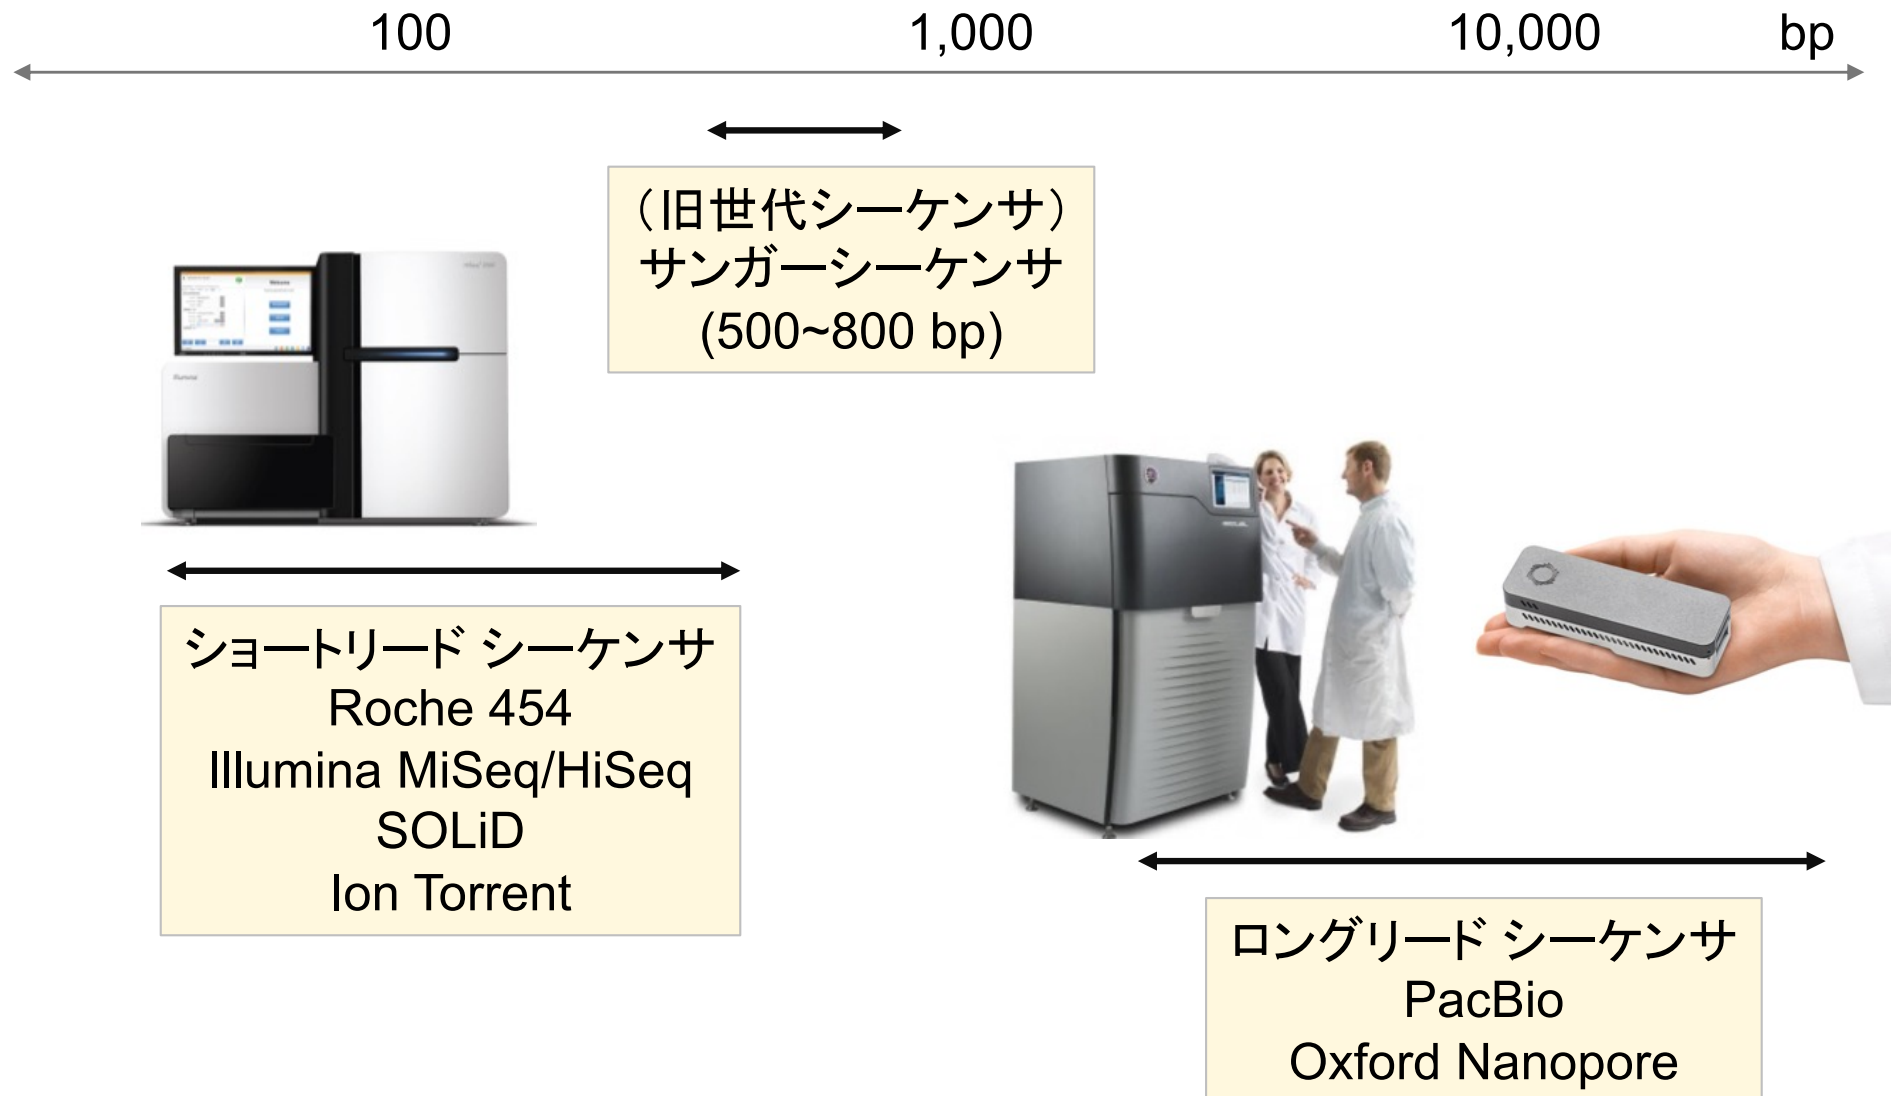 100 1,000 10,000 bp
（旧世代シーケンサ）
サンガーシーケンサ
(500~800 bp)
ショートリード シーケンサ
Roche 454
Illumina MiSeq/HiSeq
SOLiD
Ion Torrent
ロングリード シーケンサ
PacBio
Oxford Nanopore